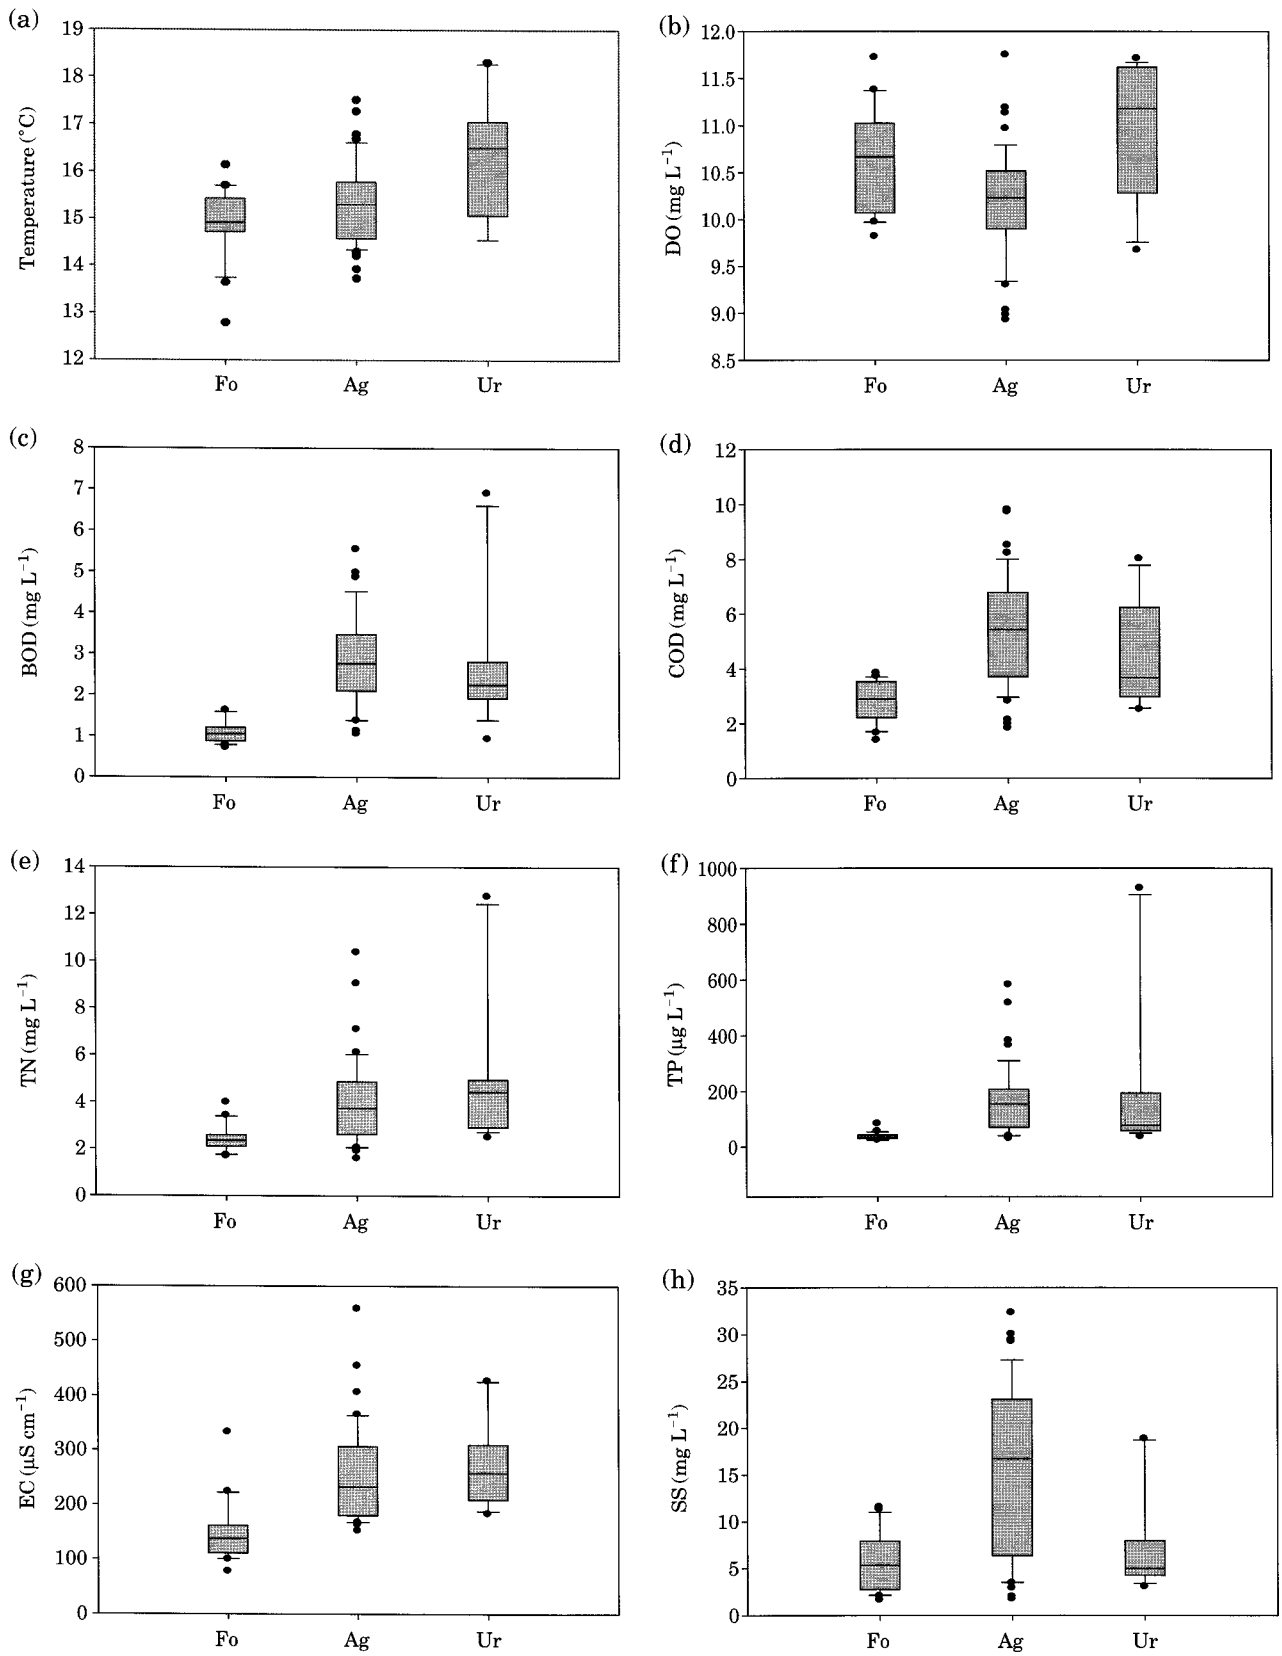 (a)
19
18
17
16
15
14
13
12
Temperature (°C)
Fo Ag Ur
(b)
12.0
11.5
11.0
10.5
10.0
9.5
9.0
8.5
DO (mg L⁻¹)
Fo Ag Ur
(c)
8
7
6
5
4
3
2
1
0
BOD (mg L⁻¹)
Fo Ag Ur
(d)
12
10
8
6
4
2
0
COD (mg L⁻¹)
Fo Ag Ur
(e)
14
12
10
8
6
4
2
0
TN (mg L⁻¹)
Fo Ag Ur
(f)
1000
800
600
400
200
0
TP (μg L⁻¹)
Fo Ag Ur
(g)
600
500
400
300
200
100
0
EC (μS cm⁻¹)
Fo Ag Ur
(h)
35
30
25
20
15
10
5
0
SS (mg L⁻¹)
Fo Ag Ur